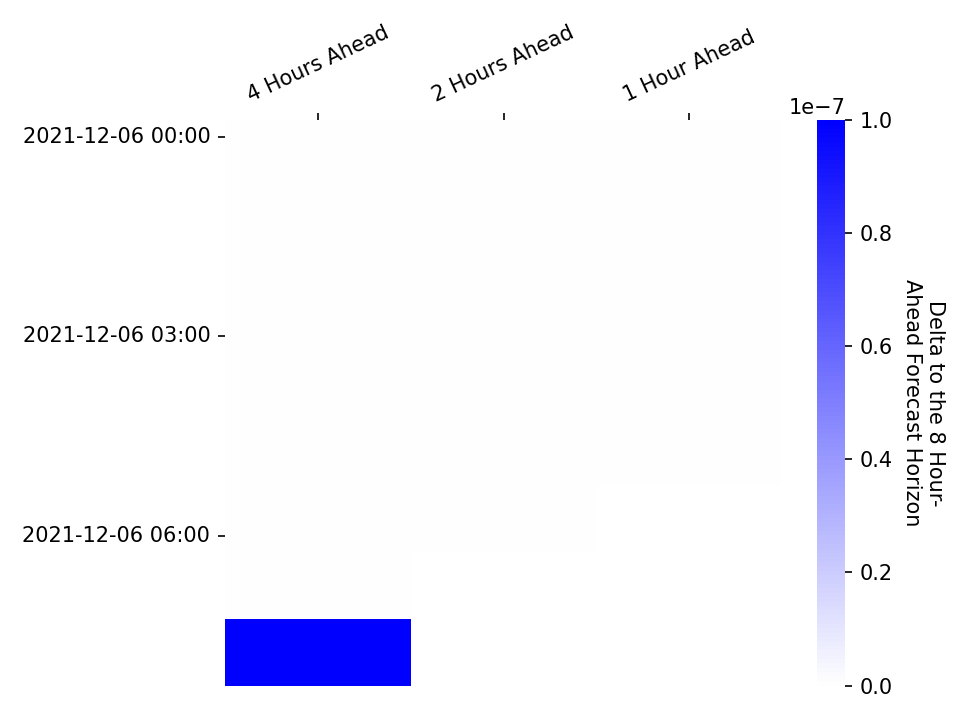 4 Hours Ahead
2 Hours Ahead
1 Hour Ahead
1e−7
2021-12-06 00:00
2021-12-06 03:00
2021-12-06 06:00
1.0
0.8
0.6
0.4
0.2
0.0
Delta to the 8 Hour-
Ahead Forecast Horizon